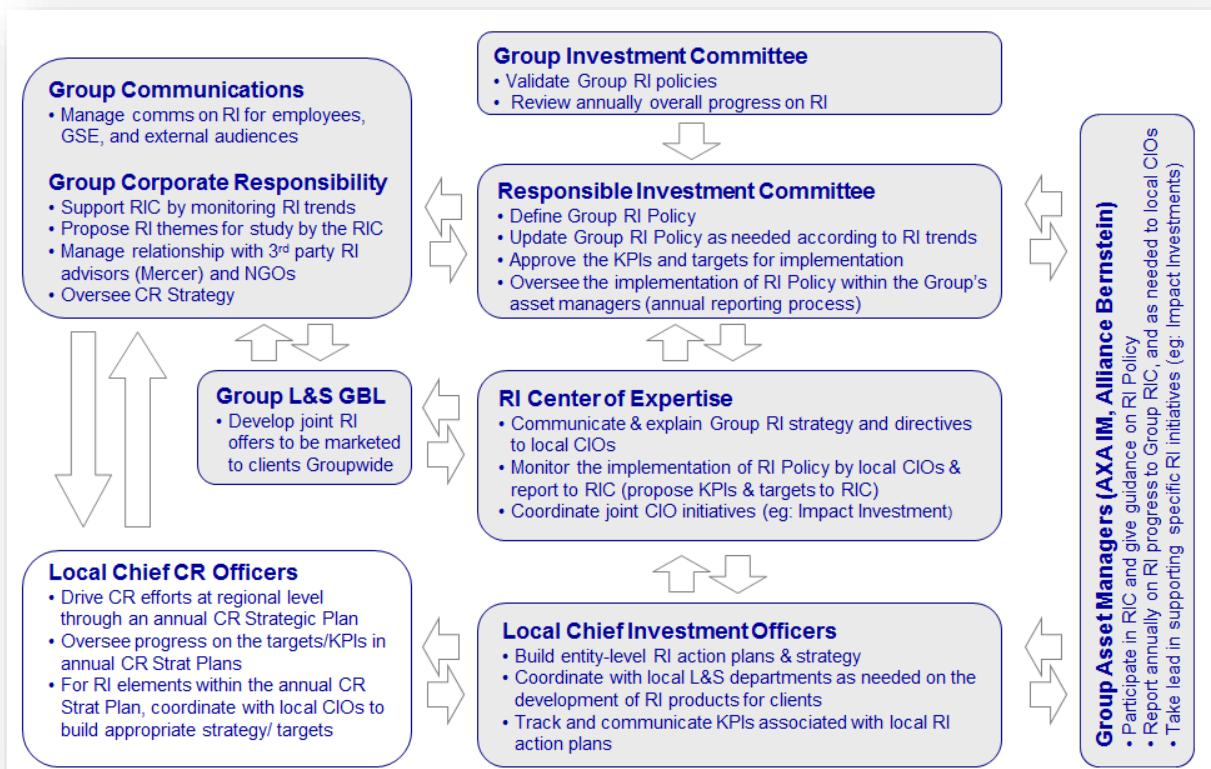 Group Investment Committee
• Validate Group RI policies
• Review annually overall progress on RI
Group Communications
• Manage comms on RI for employees,
GSE, and external audiences
Group Corporate Responsibility
• Support RIC by monitoring RI trends
• Propose RI themes for study by the RIC
• Manage relationship with 3rd party RI
advisors (Mercer) and NGOs
• Oversee CR Strategy
Responsible Investment Committee
• Define Group RI Policy
• Update Group RI Policy as needed according to RI trends
• Approve the KPIs and targets for implementation
• Oversee the implementation of RI Policy within the Group's
asset managers (annual reporting process)
Group L&S GBL
• Develop joint RI
offers to be marketed
to clients Groupwide
RI Center of Expertise
• Communicate & explain Group RI strategy and directives
to local CIOs
• Monitor the implementation of RI Policy by local CIOs &
report to RIC (propose KPIs & targets to RIC)
• Coordinate joint CIO initiatives (eg: Impact Investment)
Local Chief CR Officers
• Drive CR efforts at regional level
through an annual CR Strategic Plan
• Oversee progress on the targets/KPIs in
annual CR Strat Plans
• For RI elements within the annual CR
Strat Plan, coordinate with local CIOs to
build appropriate strategy/ targets
Local Chief Investment Officers
• Build entity-level RI action plans & strategy
• Coordinate with local L&S departments as needed on the
development of RI products for clients
• Track and communicate KPIs associated with local RI
action plans
Group Asset Managers (AXA IM, Alliance Bernstein)
• Participate in RIC and give guidance on RI Policy
• Report annually on RI progress to Group RIC, and as needed to local CIOs
• Take lead in supporting specific RI initiatives (eg: Impact Investments)